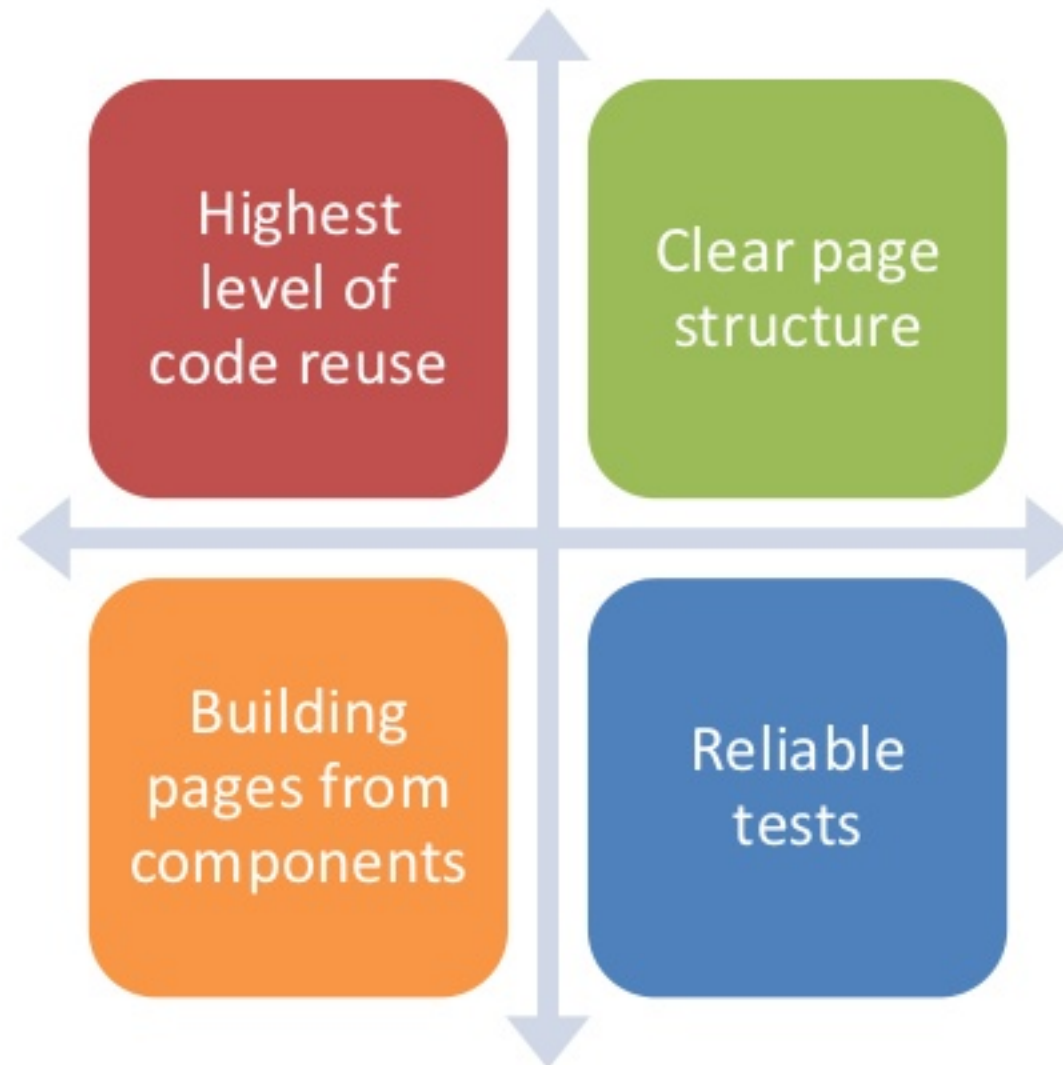 Highest
level of
code reuse
Clear page
structure
Building
pages from
components
Reliable
tests